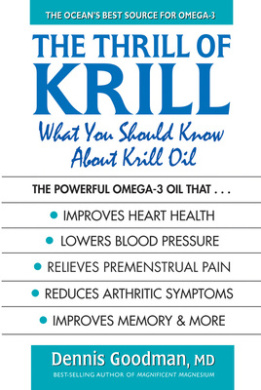 THE OCEAN'S BEST SOURCE FOR OMEGA-3
THE THRILL OF
KRILL
What You Should Know
About Krill Oil
THE POWERFUL OMEGA-3 OIL THAT . . .
• IMPROVES HEART HEALTH
• LOWERS BLOOD PRESSURE
• RELIEVES PREMENSTRUAL PAIN
• REDUCES ARTHRITIC SYMPTOMS
• IMPROVES MEMORY & MORE
Dennis Goodman, MD
BEST-SELLING AUTHOR OF MAGNIFICENT MAGNESIUM